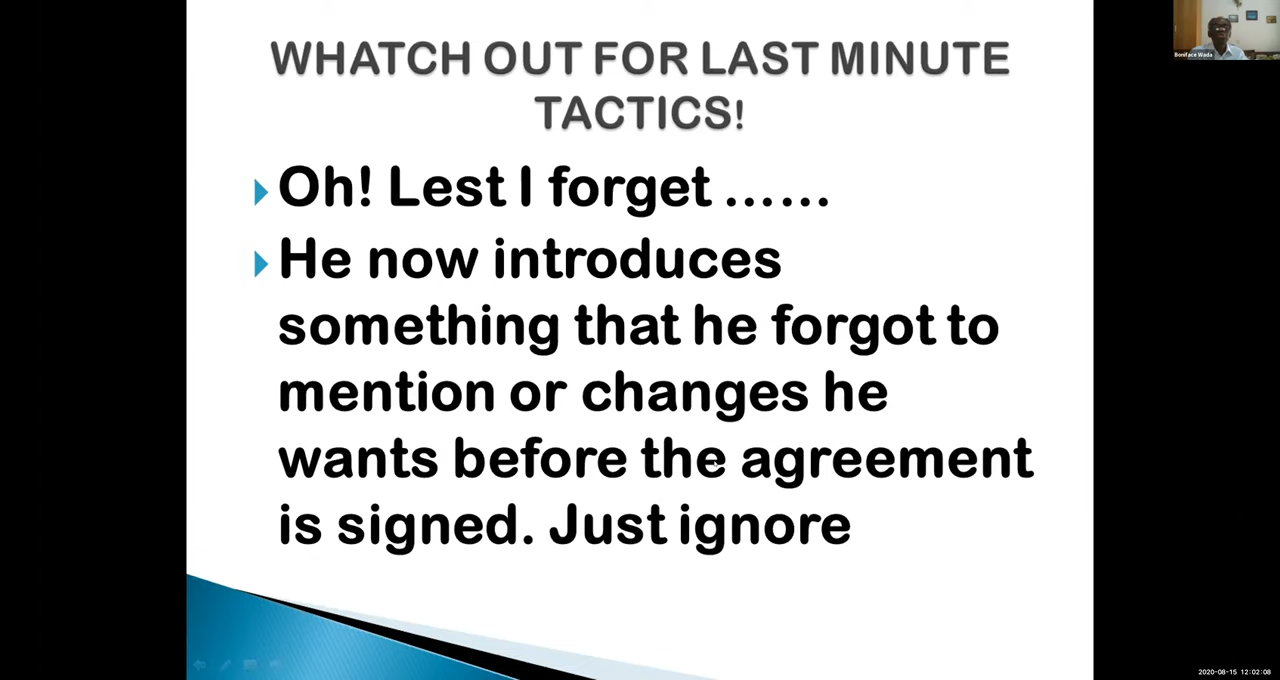 WHATCH OUT FOR LAST MINUTE
TACTICS!
Oh! Lest I forget ......
He now introduces
something that he forgot to
mention or changes he
wants before the agreement
is signed. Just ignore
Boniface Wada
2020-08-15 12:02:08